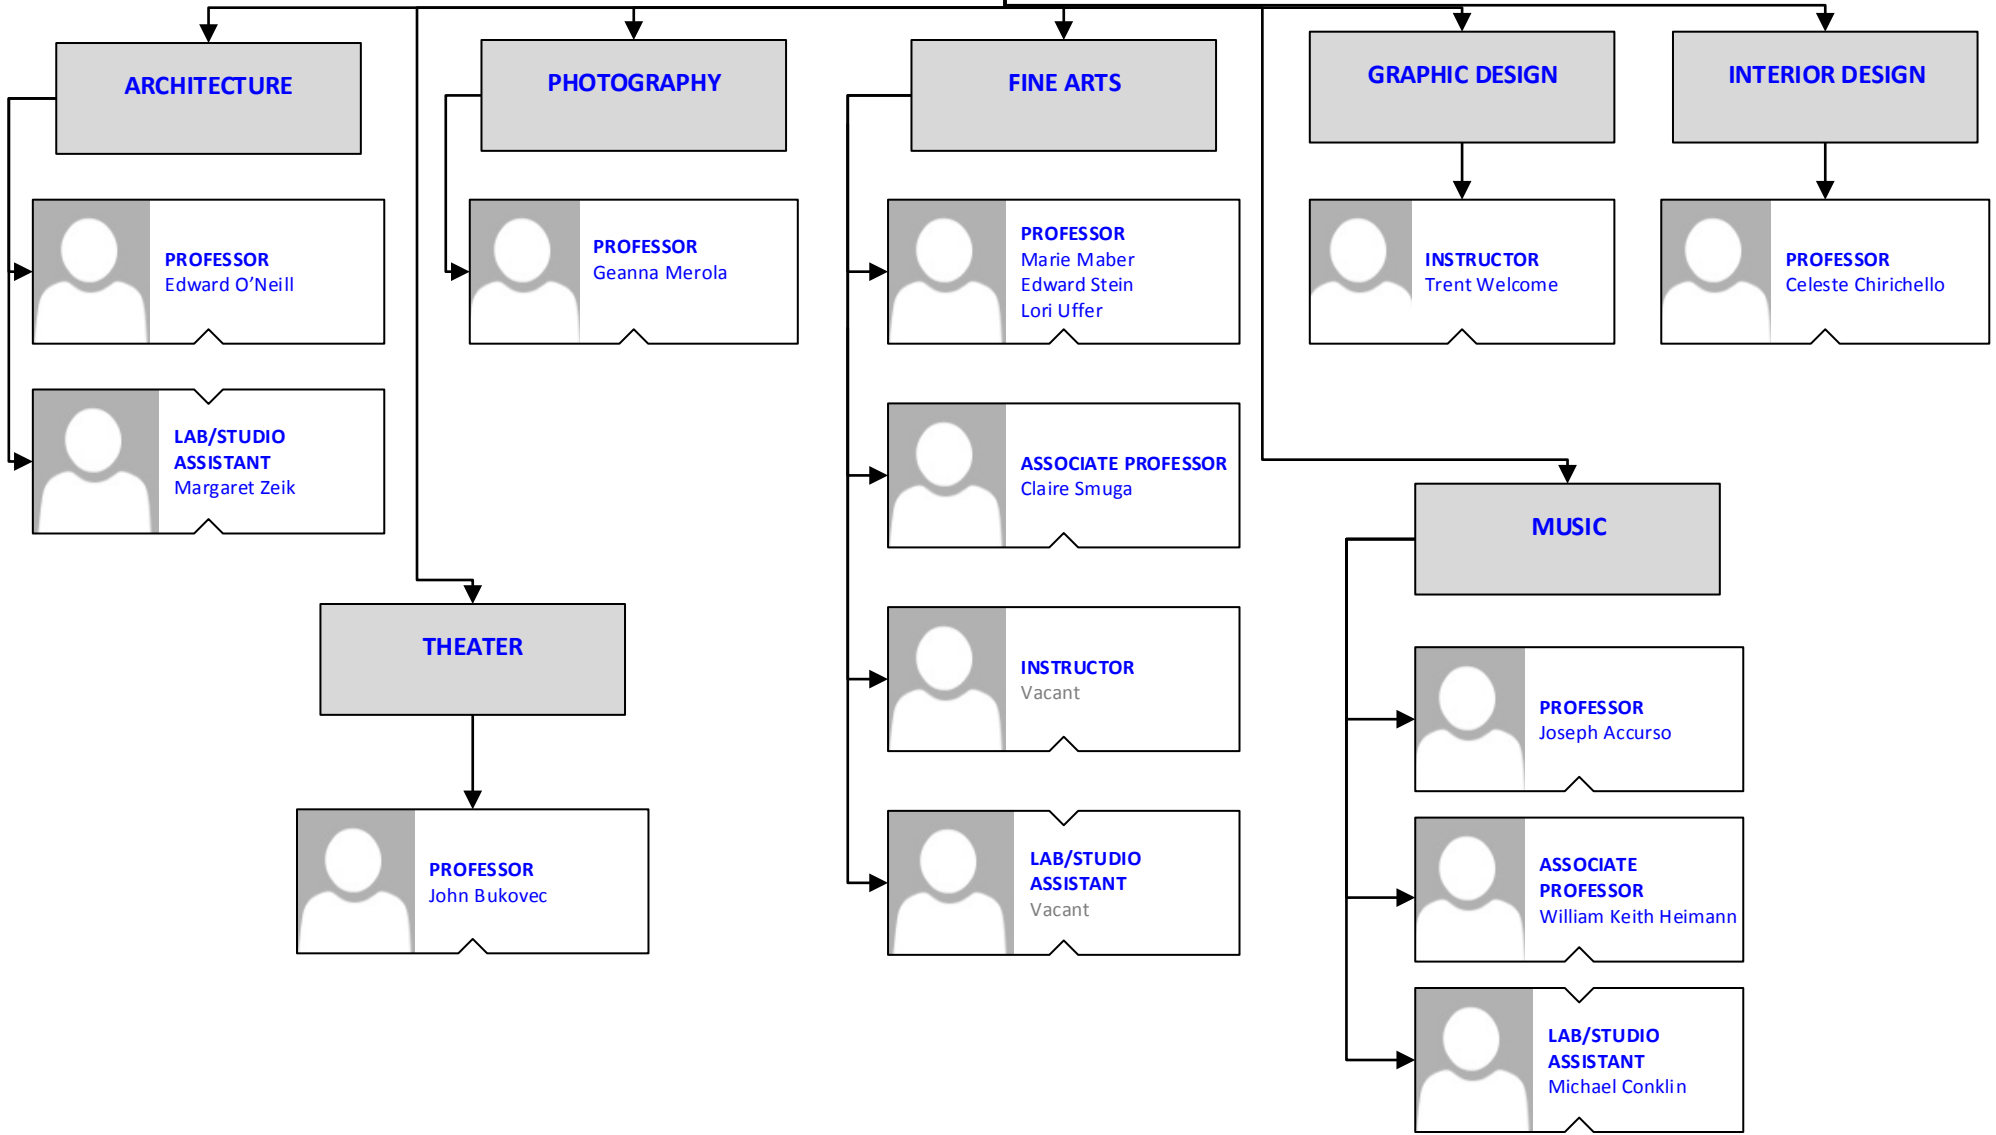 ARCHITECTURE
PHOTOGRAPHY
FINE ARTS
GRAPHIC DESIGN
INTERIOR DESIGN
PROFESSOR
Edward O’Neill
PROFESSOR
Geanna Merola
PROFESSOR
Marie Maber
Edward Stein
Lori Uffer
INSTRUCTOR
Trent Welcome
PROFESSOR
Celeste Chirichello
LAB/STUDIO
ASSISTANT
Margaret Zeik
ASSOCIATE PROFESSOR
Claire Smuga
MUSIC
THEATER
INSTRUCTOR
Vacant
PROFESSOR
Joseph Accurso
PROFESSOR
John Bukovec
LAB/STUDIO
ASSISTANT
Vacant
ASSOCIATE
PROFESSOR
William Keith Heimann
LAB/STUDIO
ASSISTANT
Michael Conklin